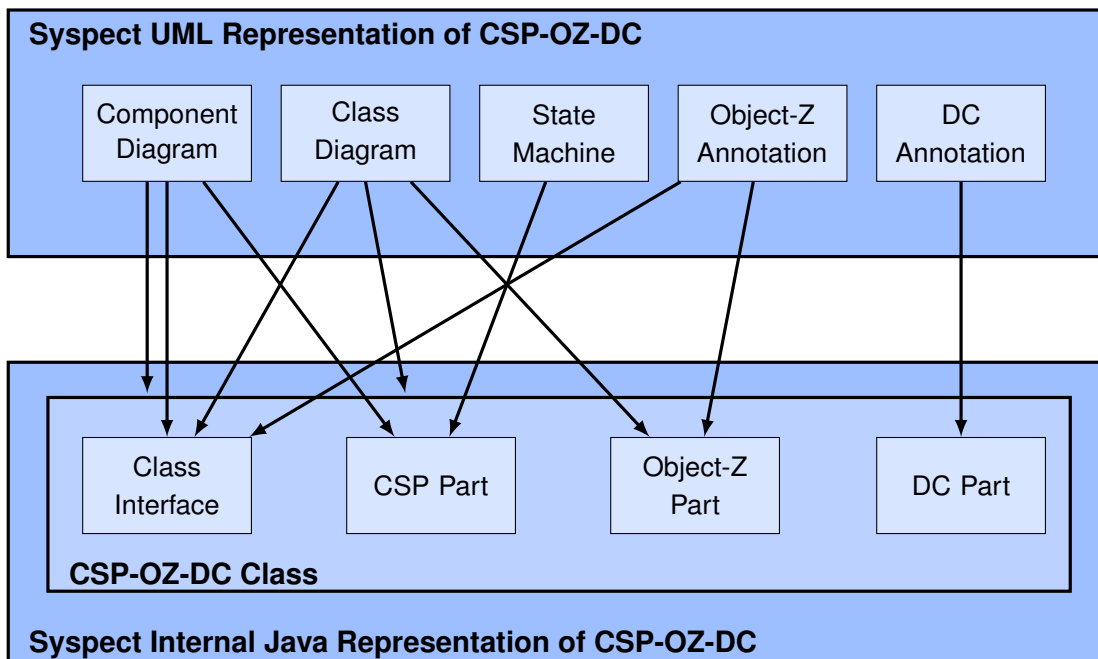 Syspect UML Representation of CSP-OZ-DC
Component
Diagram
Class
Diagram
State
Machine
Object-Z
Annotation
DC
Annotation
Class
Interface
CSP Part
Object-Z
Part
DC Part
CSP-OZ-DC Class
Syspect Internal Java Representation of CSP-OZ-DC